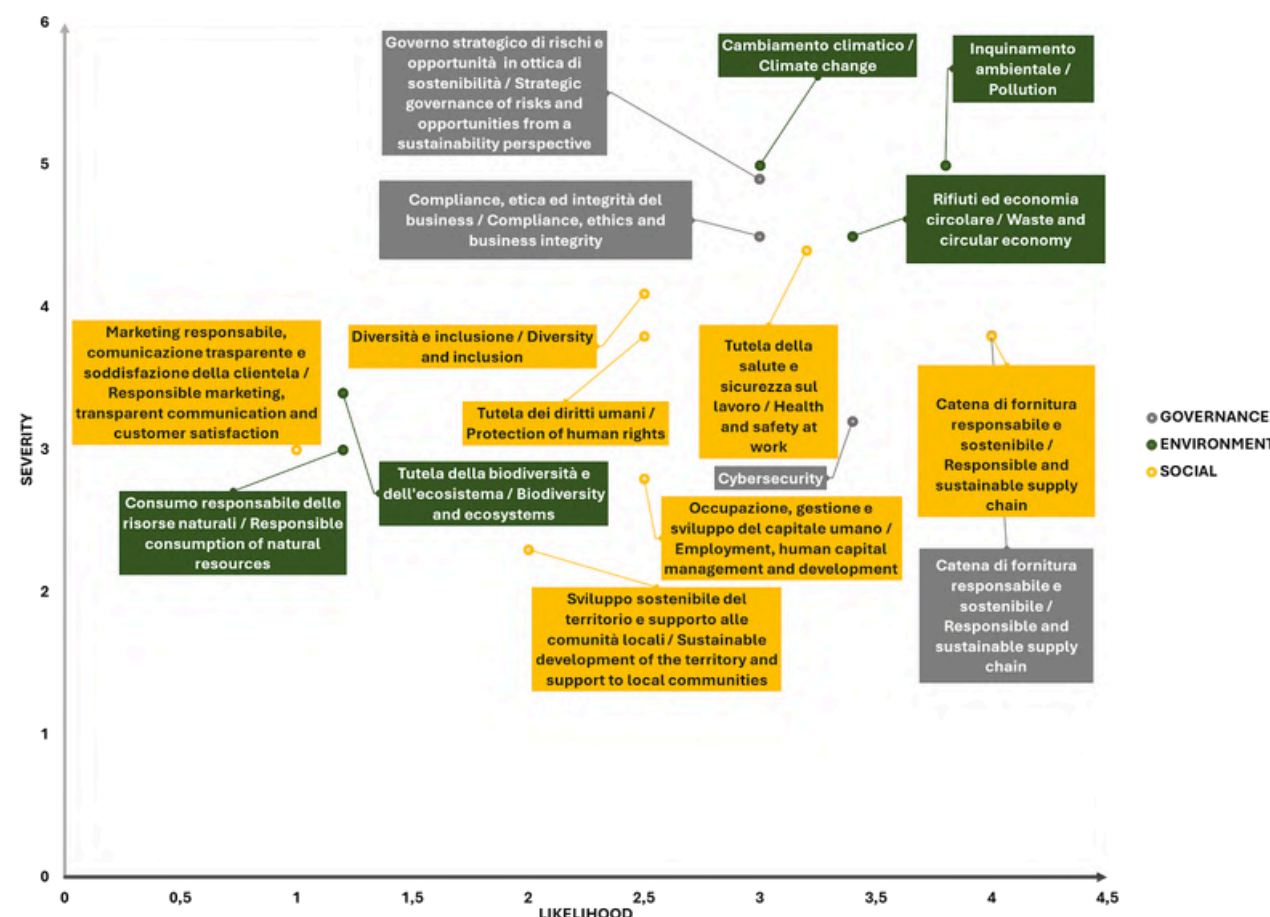 6
5
4
3
2
1
0
SEVERITY
Governo strategico di rischi e
opportunità in ottica di
sostenibilità / Strategic
governance of risks and
opportunities from a
sustainability perspective
Cambiamento climatico /
Climate change
Inquinamento
ambientale /
Pollution
Compliance, etica ed integrità del
business / Compliance, ethics and
business integrity
Rifiuti ed economia
circolare / Waste and
circular economy
Marketing responsabile,
comunicazione trasparente e
soddisfazione della clientela /
Responsible marketing,
transparent communication and
customer satisfaction
Diversità e inclusione / Diversity
and inclusion
Tutela dei diritti umani /
Protection of human rights
Tutela della
salute e
sicurezza sul
lavoro / Health
and safety at
work
Catena di fornitura
responsabile e
sostenibile /
Responsible and
sustainable supply
chain
Cybersecurity
Consumo responsabile delle
risorse naturali / Responsible
consumption of natural
resources
Tutela della biodiversità e
dell'ecosistema / Biodiversity
and ecosystems
Occupazione, gestione e
sviluppo del capitale umano /
Employment, human capital
management and development
Sviluppo sostenibile del
territorio e supporto alle
comunità locali / Sustainable
development of the territory and
support to local communities
Catena di fornitura
responsabile e
sostenibile /
Responsible and
sustainable supply
chain
GOVERNANCE
ENVIRONMENT
SOCIAL
0 0,5 1 1,5 2 2,5 3 3,5 4 4,5
LIKELIHOOD